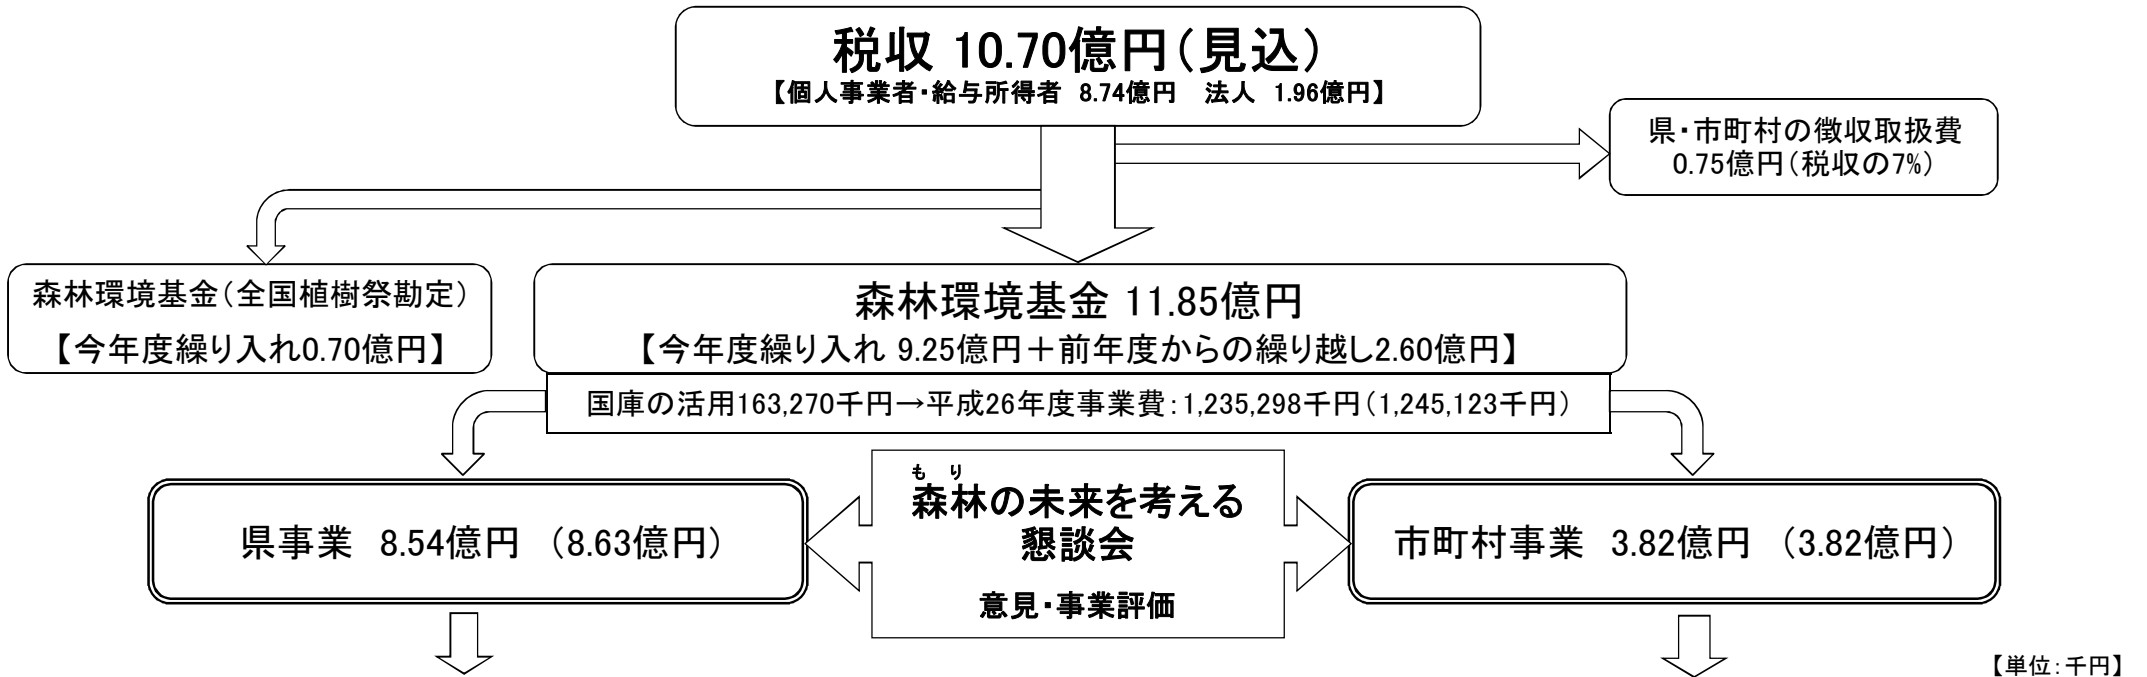 税収 10.70億円(見込)
【個人事業者・給与所得者 8.74億円 法人 1.96億円】
県・市町村の徴収取扱費
0.75億円(税収の7%)
森林環境基金(全国植樹祭勘定)
【今年度繰り入れ0.70億円】
森林環境基金 11.85億円
【今年度繰り入れ 9.25億円+前年度からの繰り越し2.60億円】
国庫の活用163,270千円→平成26年度事業費:1,235,298千円(1,245,123千円)
県事業 8.54億円 (8.63億円)
もり
森林の未来を考える
懇談会
意見・事業評価
市町村事業 3.82億円 (3.82億円)
【単位:千円】